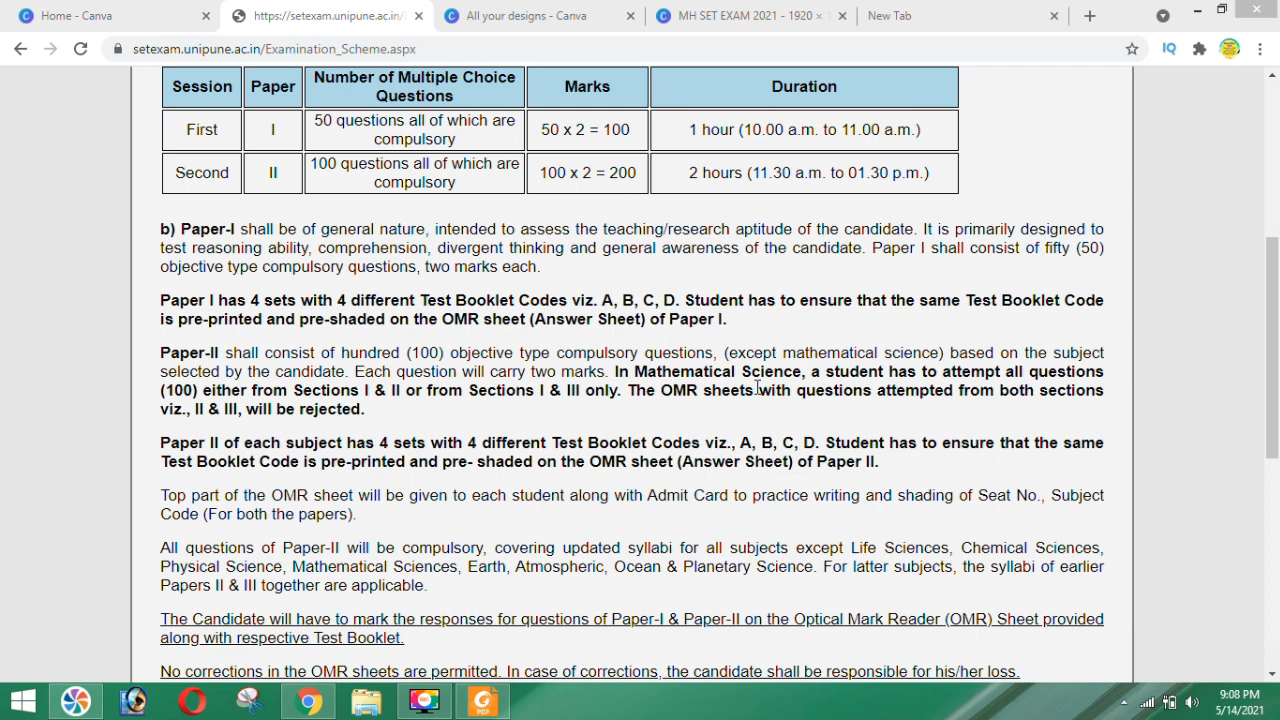 Home - Canva
https://setexam.unipune.ac.in/
All your designs - Canva
MH SET EXAM 2021 - 1920 ×
New Tab
setexam.unipune.ac.in/Examination_Scheme.aspx
IQ
Session Paper Number of Multiple Choice Questions Marks Duration
First I 50 questions all of which are compulsory 50 x 2 = 100 1 hour (10.00 a.m. to 11.00 a.m.)
Second II 100 questions all of which are compulsory 100 x 2 = 200 2 hours (11.30 a.m. to 01.30 p.m.)
b) Paper-I shall be of general nature, intended to assess the teaching/research aptitude of the candidate. It is primarily designed to
test reasoning ability, comprehension, divergent thinking and general awareness of the candidate. Paper I shall consist of fifty (50)
objective type compulsory questions, two marks each.
Paper I has 4 sets with 4 different Test Booklet Codes viz. A, B, C, D. Student has to ensure that the same Test Booklet Code
is pre-printed and pre-shaded on the OMR sheet (Answer Sheet) of Paper I.
Paper-II shall consist of hundred (100) objective type compulsory questions, (except mathematical science) based on the subject
selected by the candidate. Each question will carry two marks. In Mathematical Science, a student has to attempt all questions
(100) either from Sections I & II or from Sections I & III only. The OMR sheets with questions attempted from both sections
viz., II & III, will be rejected.
Paper II of each subject has 4 sets with 4 different Test Booklet Codes viz., A, B, C, D. Student has to ensure that the same
Test Booklet Code is pre-printed and pre- shaded on the OMR sheet (Answer Sheet) of Paper II.
Top part of the OMR sheet will be given to each student along with Admit Card to practice writing and shading of Seat No., Subject
Code (For both the papers).
All questions of Paper-II will be compulsory, covering updated syllabi for all subjects except Life Sciences, Chemical Sciences,
Physical Science, Mathematical Sciences, Earth, Atmospheric, Ocean & Planetary Science. For latter subjects, the syllabi of earlier
Papers II & III together are applicable.
The Candidate will have to mark the responses for questions of Paper-I & Paper-II on the Optical Mark Reader (OMR) Sheet provided
along with respective Test Booklet.
No corrections in the OMR sheets are permitted. In case of corrections, the candidate shall be responsible for his/her loss.
PDF
9:08 PM
5/14/2021